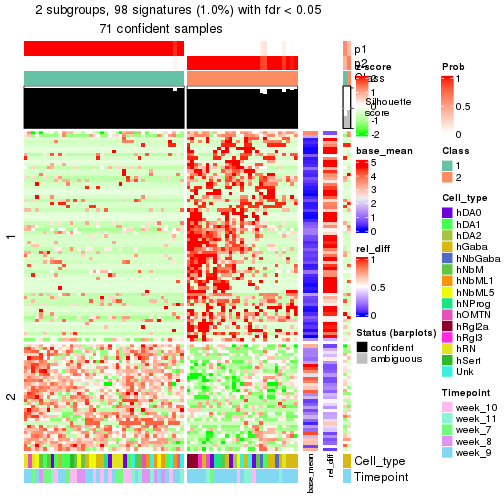 2 subgroups, 98 signatures (1.0%) with fdr < 0.05
71 confident samples
p1
p2
Class
Silhouette
score
z-score
2
1
0
-1
-2
base_mean
5
4
3
2
1
0
rel_diff
1
0.5
0
Status (barplots)
confident
ambiguous
Prob
1
0.5
0
Class
1
2
Cell_type
hDA0
hDA1
hDA2
hGaba
hNbGaba
hNbM
hNbML1
hNbML5
hNProg
hOMTN
hRgl2a
hRgl3
hRN
hSert
Unk
Timepoint
week_10
week_11
week_7
week_8
week_9
1
2
Cell_type
Timepoint
base_mean
rel_diff